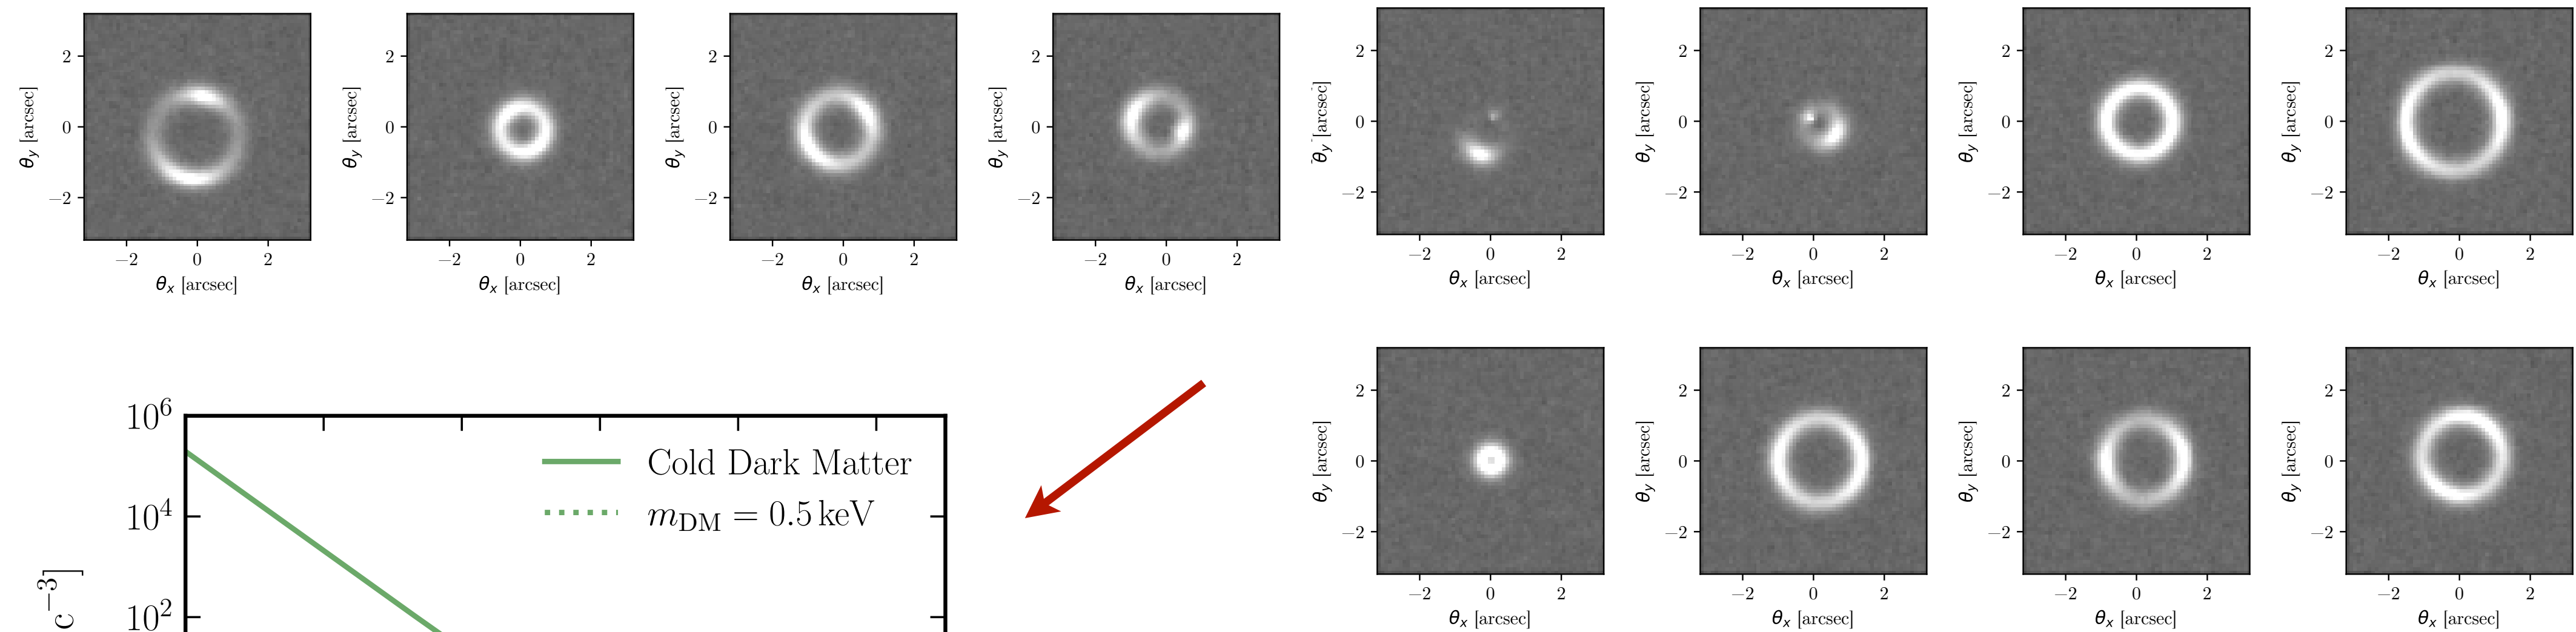 2
0
−2
θy [arcsec]
−2 0 2
θx [arcsec]
2
0
−2
θy [arcsec]
−2 0 2
θx [arcsec]
2
0
−2
θy [arcsec]
−2 0 2
θx [arcsec]
2
0
−2
θy [arcsec]
−2 0 2
θx [arcsec]
2
0
−2
θy [arcsec]
−2 0 2
θx [arcsec]
2
0
−2
θy [arcsec]
−2 0 2
θx [arcsec]
2
0
−2
θy [arcsec]
−2 0 2
θx [arcsec]
2
0
−2
θy [arcsec]
−2 0 2
θx [arcsec]
10⁶
10⁴
10²
c⁻³]
Cold Dark Matter
mDM = 0.5 keV
2
0
−2
θy [arcsec]
−2 0 2
θx [arcsec]
2
0
−2
θy [arcsec]
−2 0 2
θx [arcsec]
2
0
−2
θy [arcsec]
−2 0 2
θx [arcsec]
2
0
−2
θy [arcsec]
−2 0 2
θx [arcsec]